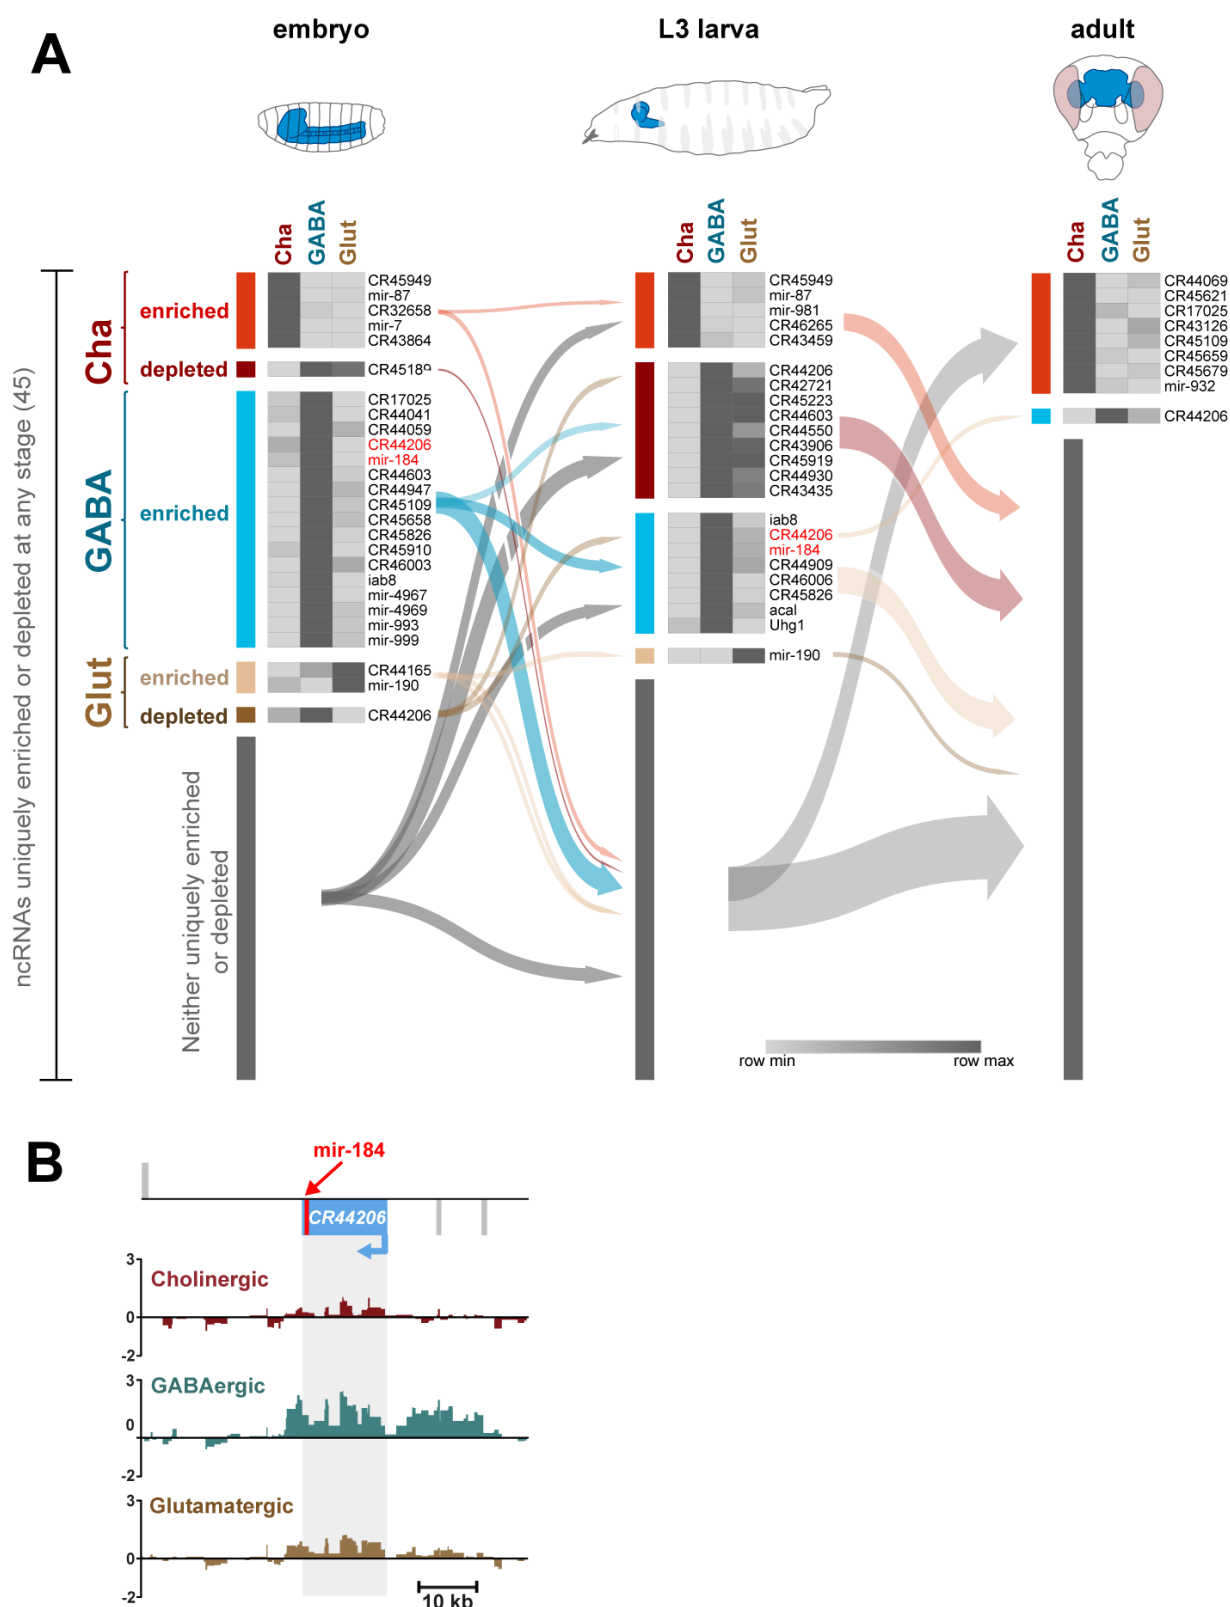 A
embryo
L3 larva
adult
Cha
GABA
Glut
Cha
GABA
Glut
Cha
GABA
Glut
ncRNAs uniquely enriched or depleted at any stage (45)
Cha
enriched
depleted
GABA
enriched
Glut
enriched
depleted
Neither uniquely enriched
or depleted
CR45949
mir-87
CR32658
mir-7
CR43864
CR45189
CR17025
CR44041
CR44059
CR44206
mir-184
CR44603
CR44947
CR45109
CR45658
CR45826
CR45910
CR46003
iab8
mir-4967
mir-4969
mir-993
mir-999
CR44165
mir-190
CR44206
CR45949
mir-87
mir-981
CR46265
CR43459
CR44206
CR42721
CR45223
CR44603
CR44550
CR43906
CR45919
CR44930
CR43435
iab8
CR44206
mir-184
CR44909
CR46006
CR45826
acal
Uhg1
mir-190
CR44069
CR45621
CR17025
CR43126
CR45109
CR45659
CR45679
mir-932
CR44206
row min
row max
B
mir-184
CR44206
3
Cholinergic
0
-2
3
GABAergic
0
-2
3
Glutamatergic
0
-2
10 kb